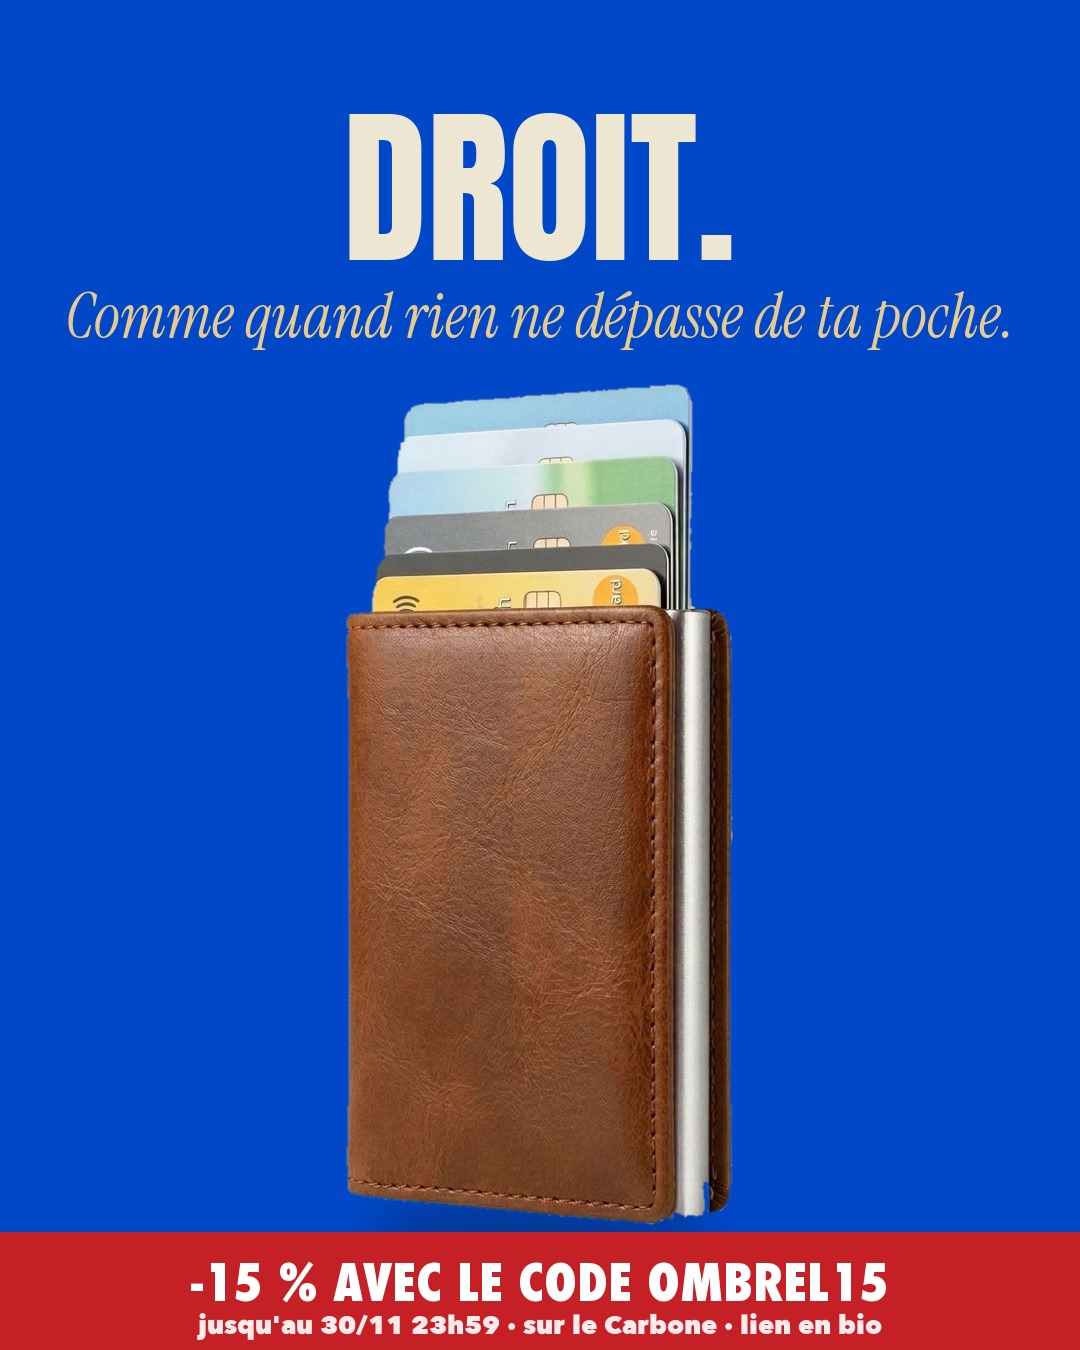 DROIT.
Comme quand rien ne dépasse de ta poche.
-15 % AVEC LE CODE OMBREL15
jusqu'au 30/11 23h59 · sur le Carbone · lien en bio